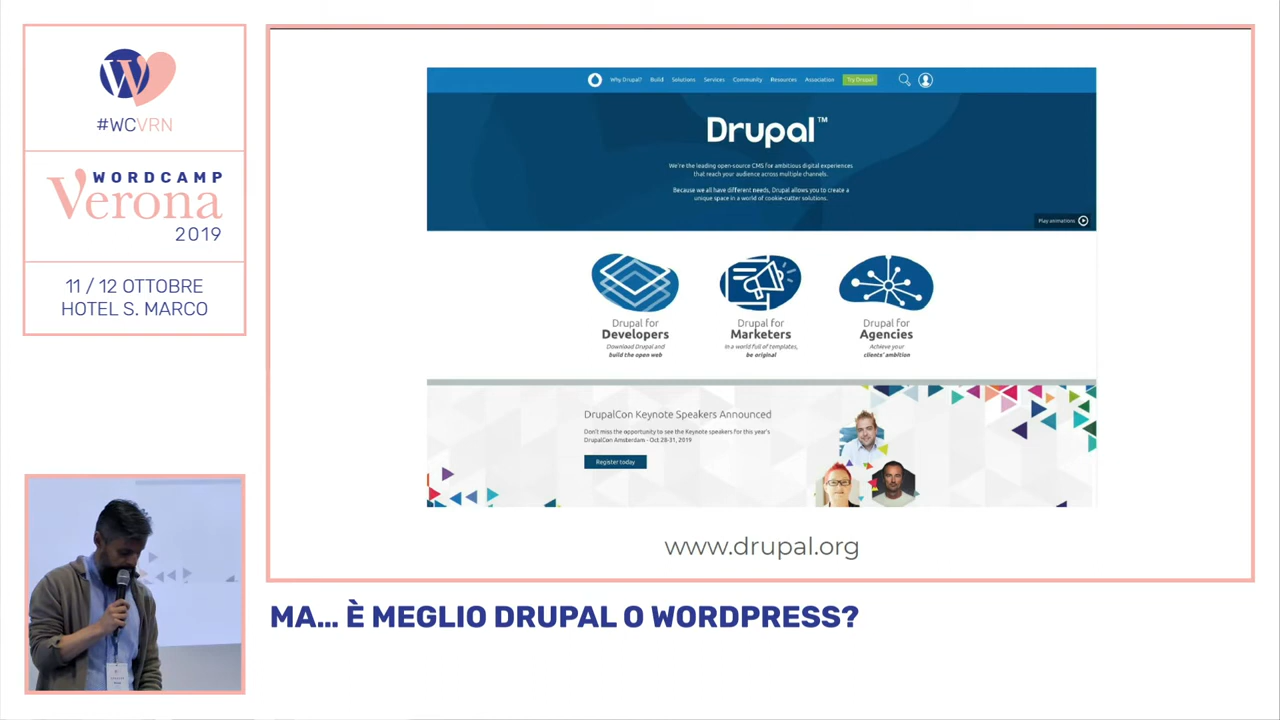 W
#WCVRN
WORDCAMP
Verona
2019
11 / 12 OTTOBRE
HOTEL S. MARCO
Why Drupal? Build Solutions Services Community Resources Association Try Drupal
Drupal™
We're the leading open-source CMS for ambitious digital experiences
that reach your audience across multiple channels.
Because we all have different needs, Drupal allows you to create a
unique space in a world of cookie-cutter solutions.
Play animations
Drupal for
Developers
Download Drupal and
build the open web
Drupal for
Marketers
In a world full of templates,
be original
Drupal for
Agencies
Achieve your
clients' ambition
DrupalCon Keynote Speakers Announced
Don't miss the opportunity to see the Keynote speakers for this year's
DrupalCon Amsterdam - Oct 28-31, 2019
Register today
www.drupal.org
MA... È MEGLIO DRUPAL O WORDPRESS?